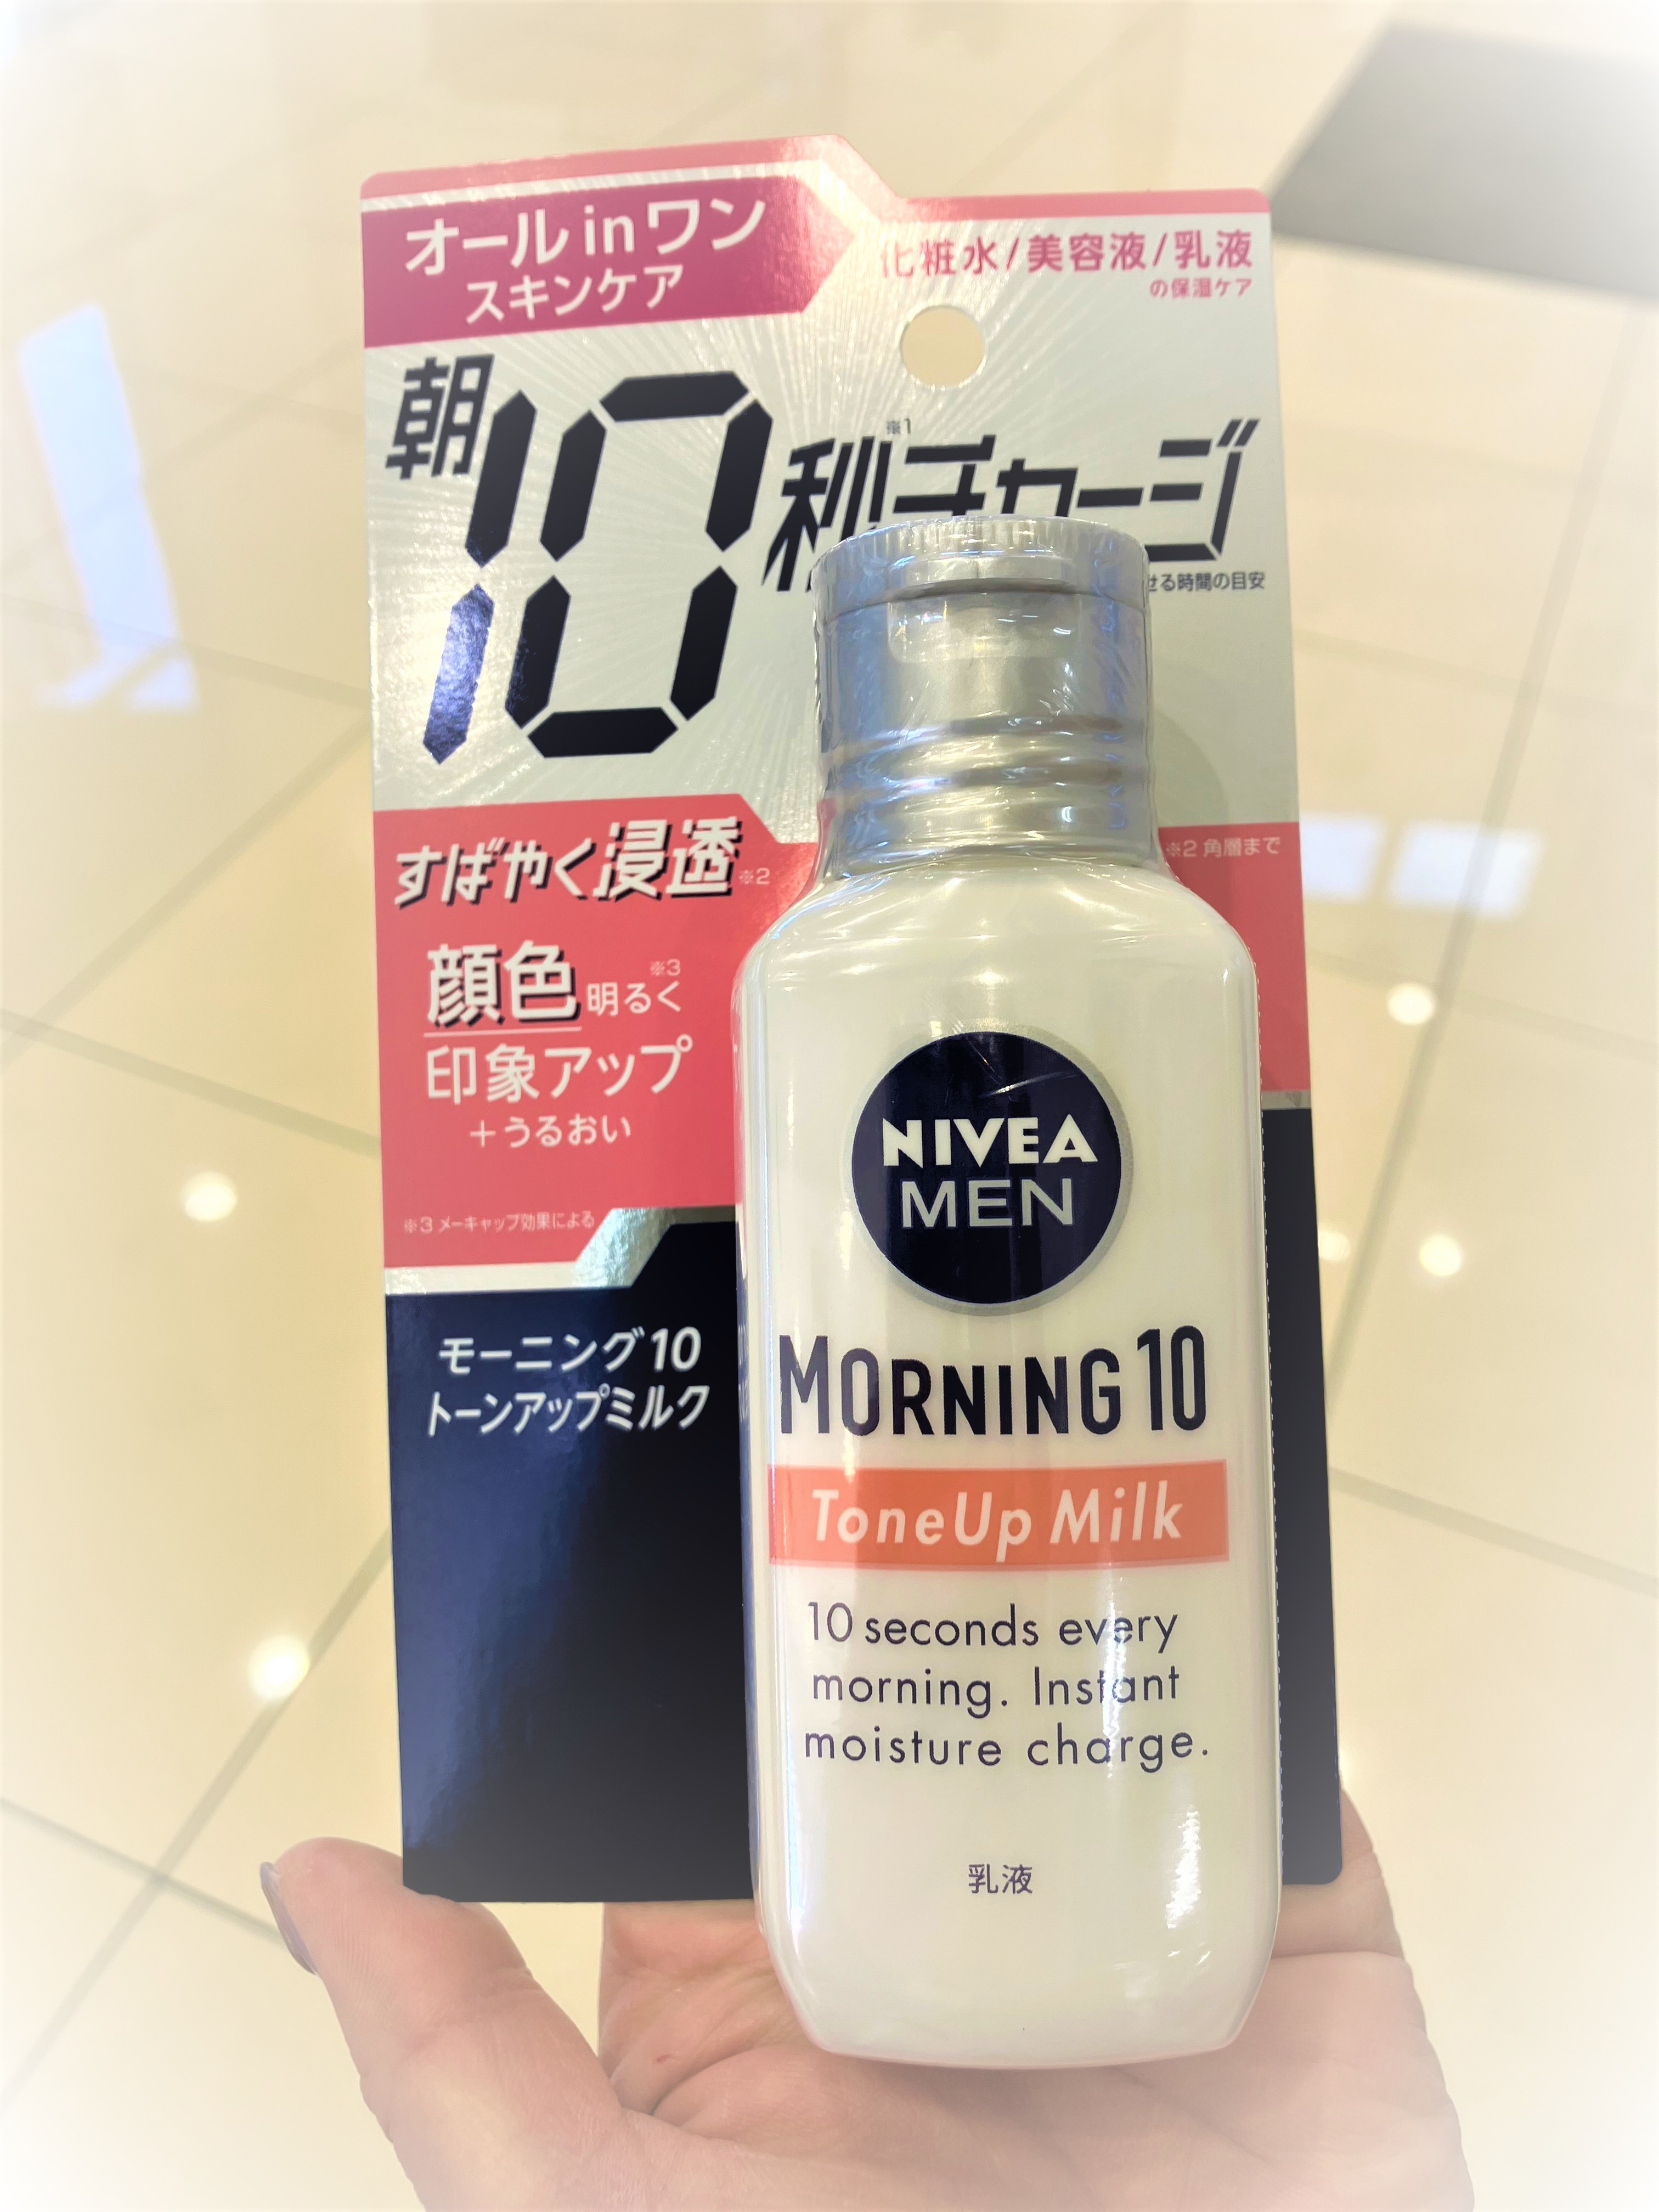 オールinワン
スキンケア
化粧水/美容液/乳液
の保湿ケア
朝10秒チャージ
※1
せる時間の目安
すばやく浸透※2
※2 角層まで
顔色明るく※3
印象アップ
+うるおい
※3 メーキャップ効果による
モーニング10
トーンアップミルク
NIVEA
MEN
MORNING 10
ToneUp Milk
10 seconds every
morning. Instant
moisture charge.
乳液